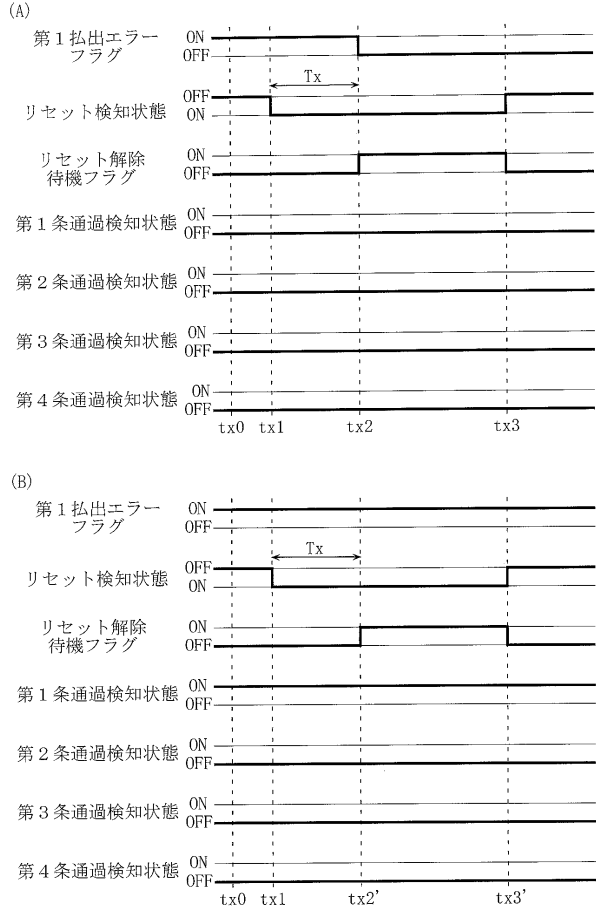 (A)
第1払出エラー
フラグ
ON
OFF
Tx
リセット検知状態
OFF
ON
リセット解除
待機フラグ
ON
OFF
第1条通過検知状態
ON
OFF
第2条通過検知状態
ON
OFF
第3条通過検知状態
ON
OFF
第4条通過検知状態
ON
OFF
tx0 tx1 tx2 tx3
(B)
第1払出エラー
フラグ
ON
OFF
Tx
リセット検知状態
OFF
ON
リセット解除
待機フラグ
ON
OFF
第1条通過検知状態
ON
OFF
第2条通過検知状態
ON
OFF
第3条通過検知状態
ON
OFF
第4条通過検知状態
ON
OFF
tx0 tx1 tx2' tx3'